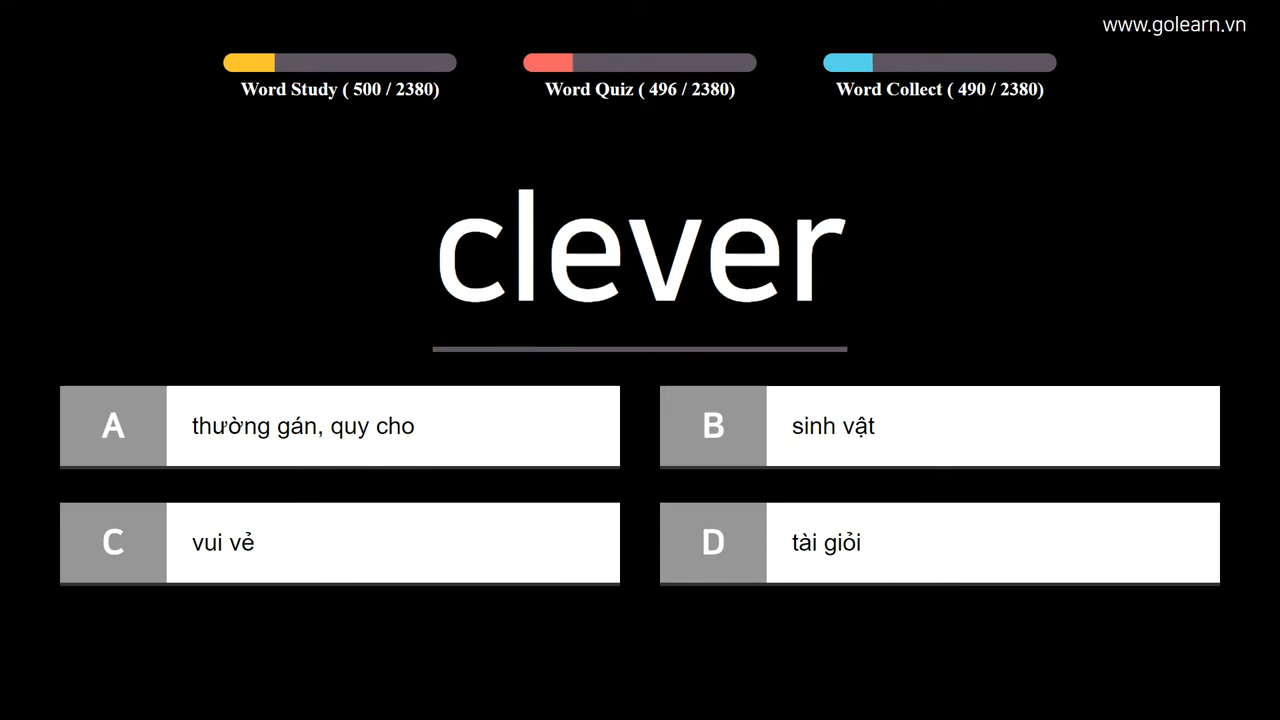 www.golearn.vn
Word Study ( 500 / 2380)
Word Quiz ( 496 / 2380)
Word Collect ( 490 / 2380)
clever
A thường gán, quy cho
B sinh vật
C vui vẻ
D tài giỏi